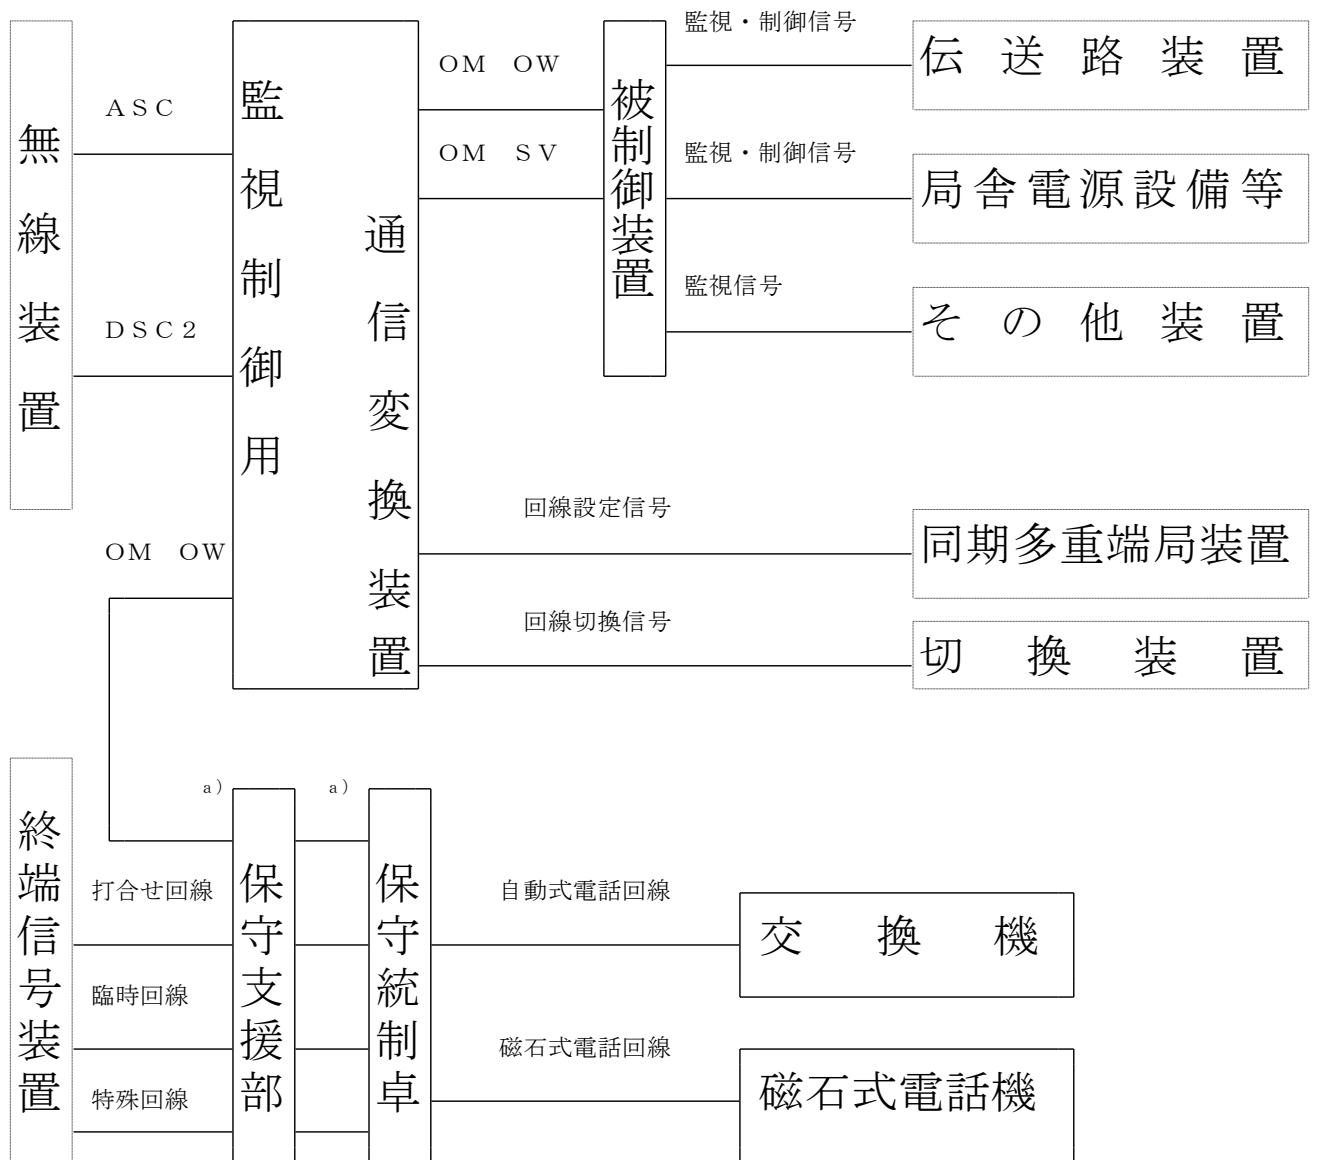 無線装置
ASC
DSC2
監視制御用
通信変換装置
OM OW
OM SV
被制御装置
監視・制御信号
伝送路装置
監視・制御信号
局舎電源設備等
監視信号
その他装置
回線設定信号
同期多重端局装置
回線切換信号
切換装置
OM OW
終端信号装置
打合せ回線
臨時回線
特殊回線
a)
保守支援部
a)
保守統制卓
自動式電話回線
交換機
磁石式電話回線
磁石式電話機